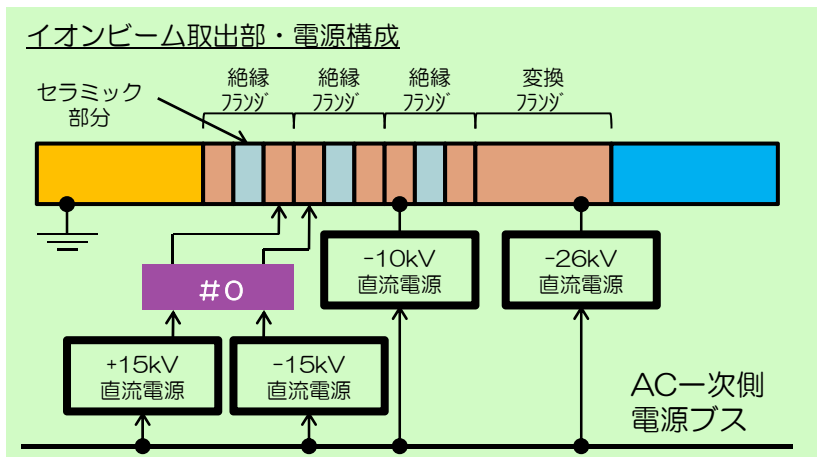 イオンビーム取出部・電源構成
セラミック
部分
絶縁
ﾌﾗﾝｼﾞ
絶縁
ﾌﾗﾝｼﾞ
絶縁
ﾌﾗﾝｼﾞ
変換
ﾌﾗﾝｼﾞ
#0
-10kV
直流電源
-26kV
直流電源
+15kV
直流電源
-15kV
直流電源
AC一次側
電源ブス